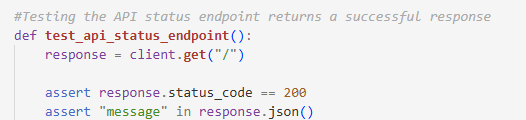 #Testing the API status endpoint returns a successful response
def test_api_status_endpoint():
    response = client.get("/")

    assert response.status_code == 200
    assert "message" in response.json()